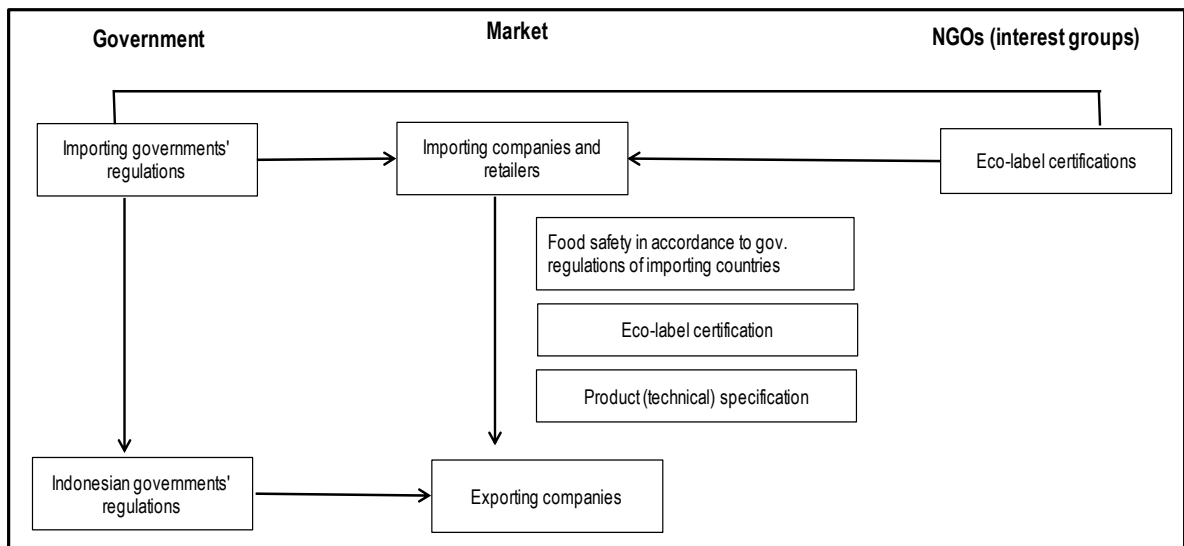 Government
Market
NGOs (interest groups)
Importing governments'
regulations
Importing companies and
retailers
Eco-label certifications
Food safety in accordance to gov.
regulations of importing countries
Eco-label certification
Product (technical) specification
Indonesian governments'
regulations
Exporting companies